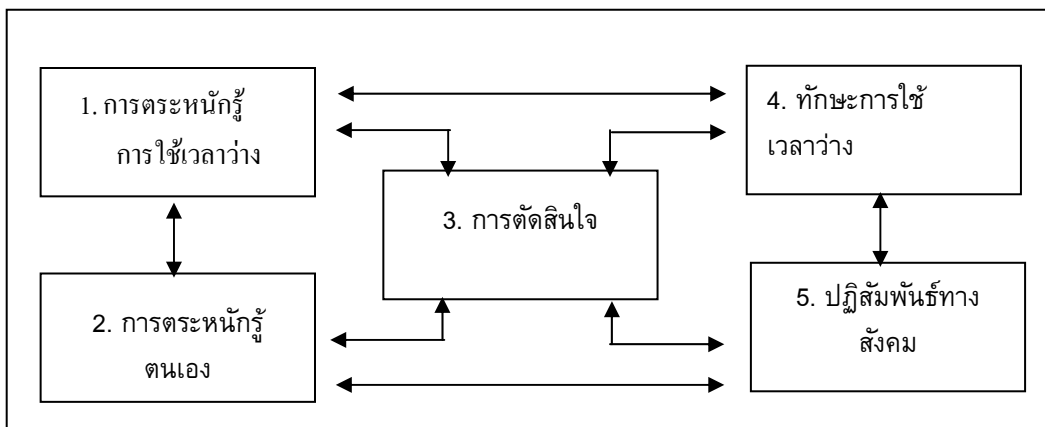 1. การตระหนักรู้
การใช้เวลาว่าง
2. การตระหนักรู้
ตนเอง
3. การตัดสินใจ
4. ทักษะการใช้
เวลาว่าง
5. ปฏิสัมพันธ์ทาง
สังคม